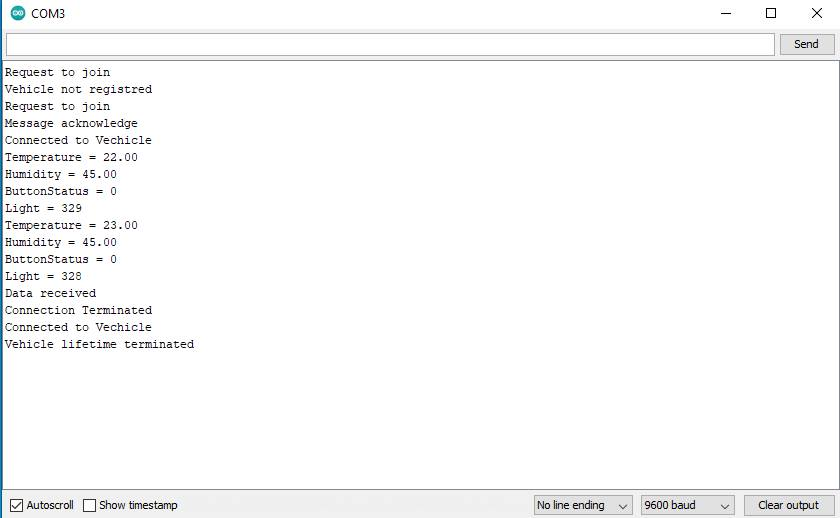 COM3
Send
Request to join
Vehicle not registred
Request to join
Message acknowledge
Connected to Vechicle
Temperature = 22.00
Humidity = 45.00
ButtonStatus = 0
Light = 329
Temperature = 23.00
Humidity = 45.00
ButtonStatus = 0
Light = 328
Data received
Connection Terminated
Connected to Vechicle
Vehicle lifetime terminated
Autoscroll Show timestamp No line ending 9600 baud Clear output